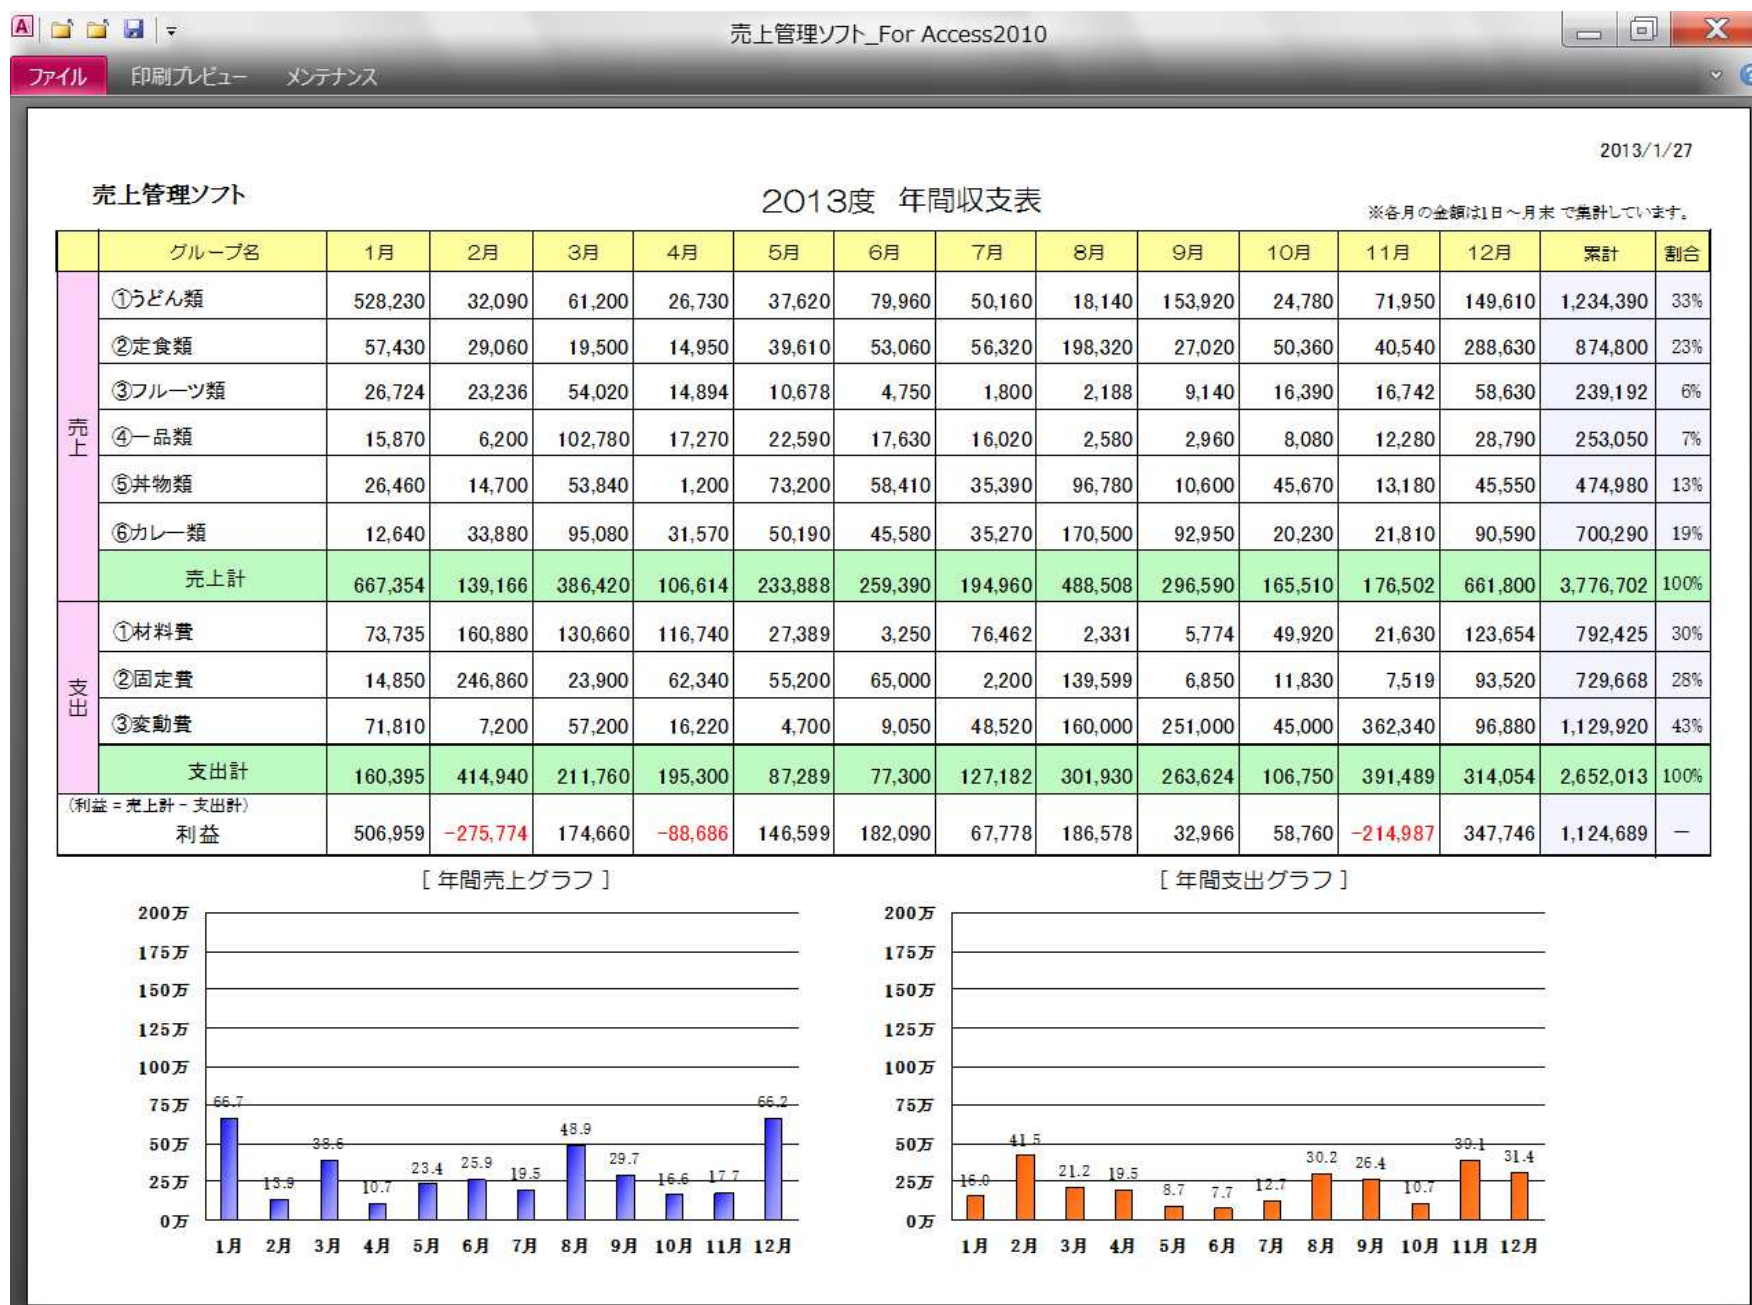 売上管理ソフト_For Access2010
ファイル 印刷プレビュー メンテナンス
2013/1/27
売上管理ソフト
2013度 年間収支表
※各月の金額は1日～月末 で集計しています。
グループ名 1月 2月 3月 4月 5月 6月 7月 8月 9月 10月 11月 12月 累計 割合
売上
①うどん類 528,230 32,090 61,200 26,730 37,620 79,960 50,160 18,140 153,920 24,780 71,950 149,610 1,234,390 33%
②定食類 57,430 29,060 19,500 14,950 39,610 53,060 56,320 198,320 27,020 50,360 40,540 288,630 874,800 23%
③フルーツ類 26,724 23,236 54,020 14,894 10,678 4,750 1,800 2,188 9,140 16,390 16,742 58,630 239,192 6%
④一品類 15,870 6,200 102,780 17,270 22,590 17,630 16,020 2,580 2,960 8,080 12,280 28,790 253,050 7%
⑤丼物類 26,460 14,700 53,840 1,200 73,200 58,410 35,390 96,780 10,600 45,670 13,180 45,550 474,980 13%
⑥カレー類 12,640 33,880 95,080 31,570 50,190 45,580 35,270 170,500 92,950 20,230 21,810 90,590 700,290 19%
売上計 667,354 139,166 386,420 106,614 233,888 259,390 194,960 488,508 296,590 165,510 176,502 661,800 3,776,702 100%
支出
①材料費 73,735 160,880 130,660 116,740 27,389 3,250 76,462 2,331 5,774 49,920 21,630 123,654 792,425 30%
②固定費 14,850 246,860 23,900 62,340 55,200 65,000 2,200 139,599 6,850 11,830 7,519 93,520 729,668 28%
③変動費 71,810 7,200 57,200 16,220 4,700 9,050 48,520 160,000 251,000 45,000 362,340 96,880 1,129,920 43%
支出計 160,395 414,940 211,760 195,300 87,289 77,300 127,182 301,930 263,624 106,750 391,489 314,054 2,652,013 100%
(利益 = 売上計 - 支出計)
利益 506,959 -275,774 174,660 -88,686 146,599 182,090 67,778 186,578 32,966 58,760 -214,987 347,746 1,124,689 ―
[ 年間売上グラフ ]
200万
175万
150万
125万
100万
75万
50万
25万
0万
66.7 13.9 38.6 10.7 23.4 25.9 19.5 48.9 29.7 16.6 17.7 66.2
1月 2月 3月 4月 5月 6月 7月 8月 9月 10月 11月 12月
[ 年間支出グラフ ]
200万
175万
150万
125万
100万
75万
50万
25万
0万
16.0 41.5 21.2 19.5 8.7 7.7 12.7 30.2 26.4 10.7 39.1 31.4
1月 2月 3月 4月 5月 6月 7月 8月 9月 10月 11月 12月